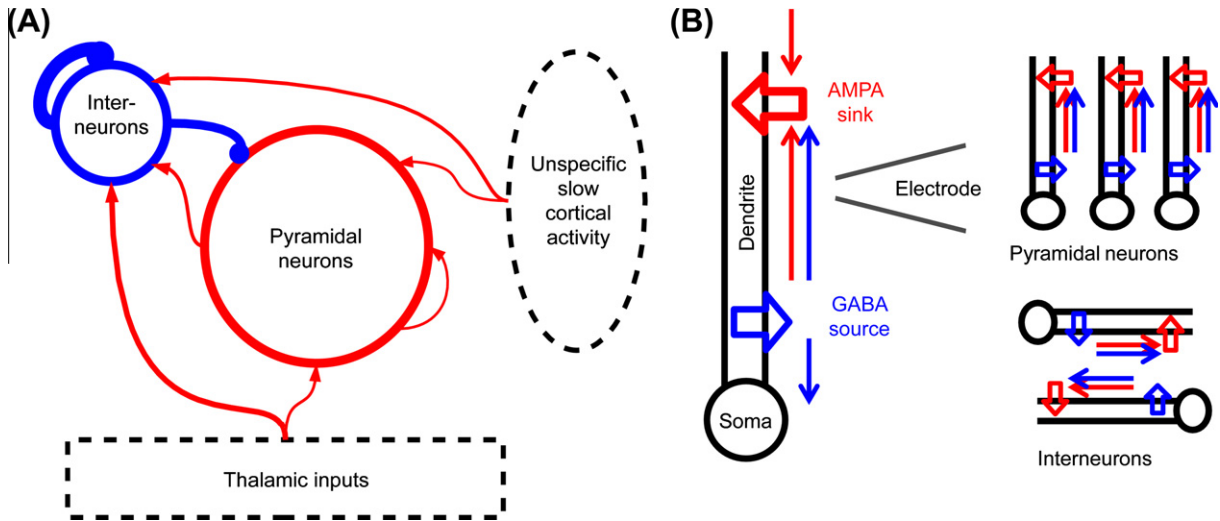 (A)
Inter-
neurons
Pyramidal
neurons
Unspecific
slow
cortical
activity
Thalamic inputs
(B)
AMPA
sink
Dendrite
Electrode
GABA
source
Soma
Pyramidal neurons
Interneurons